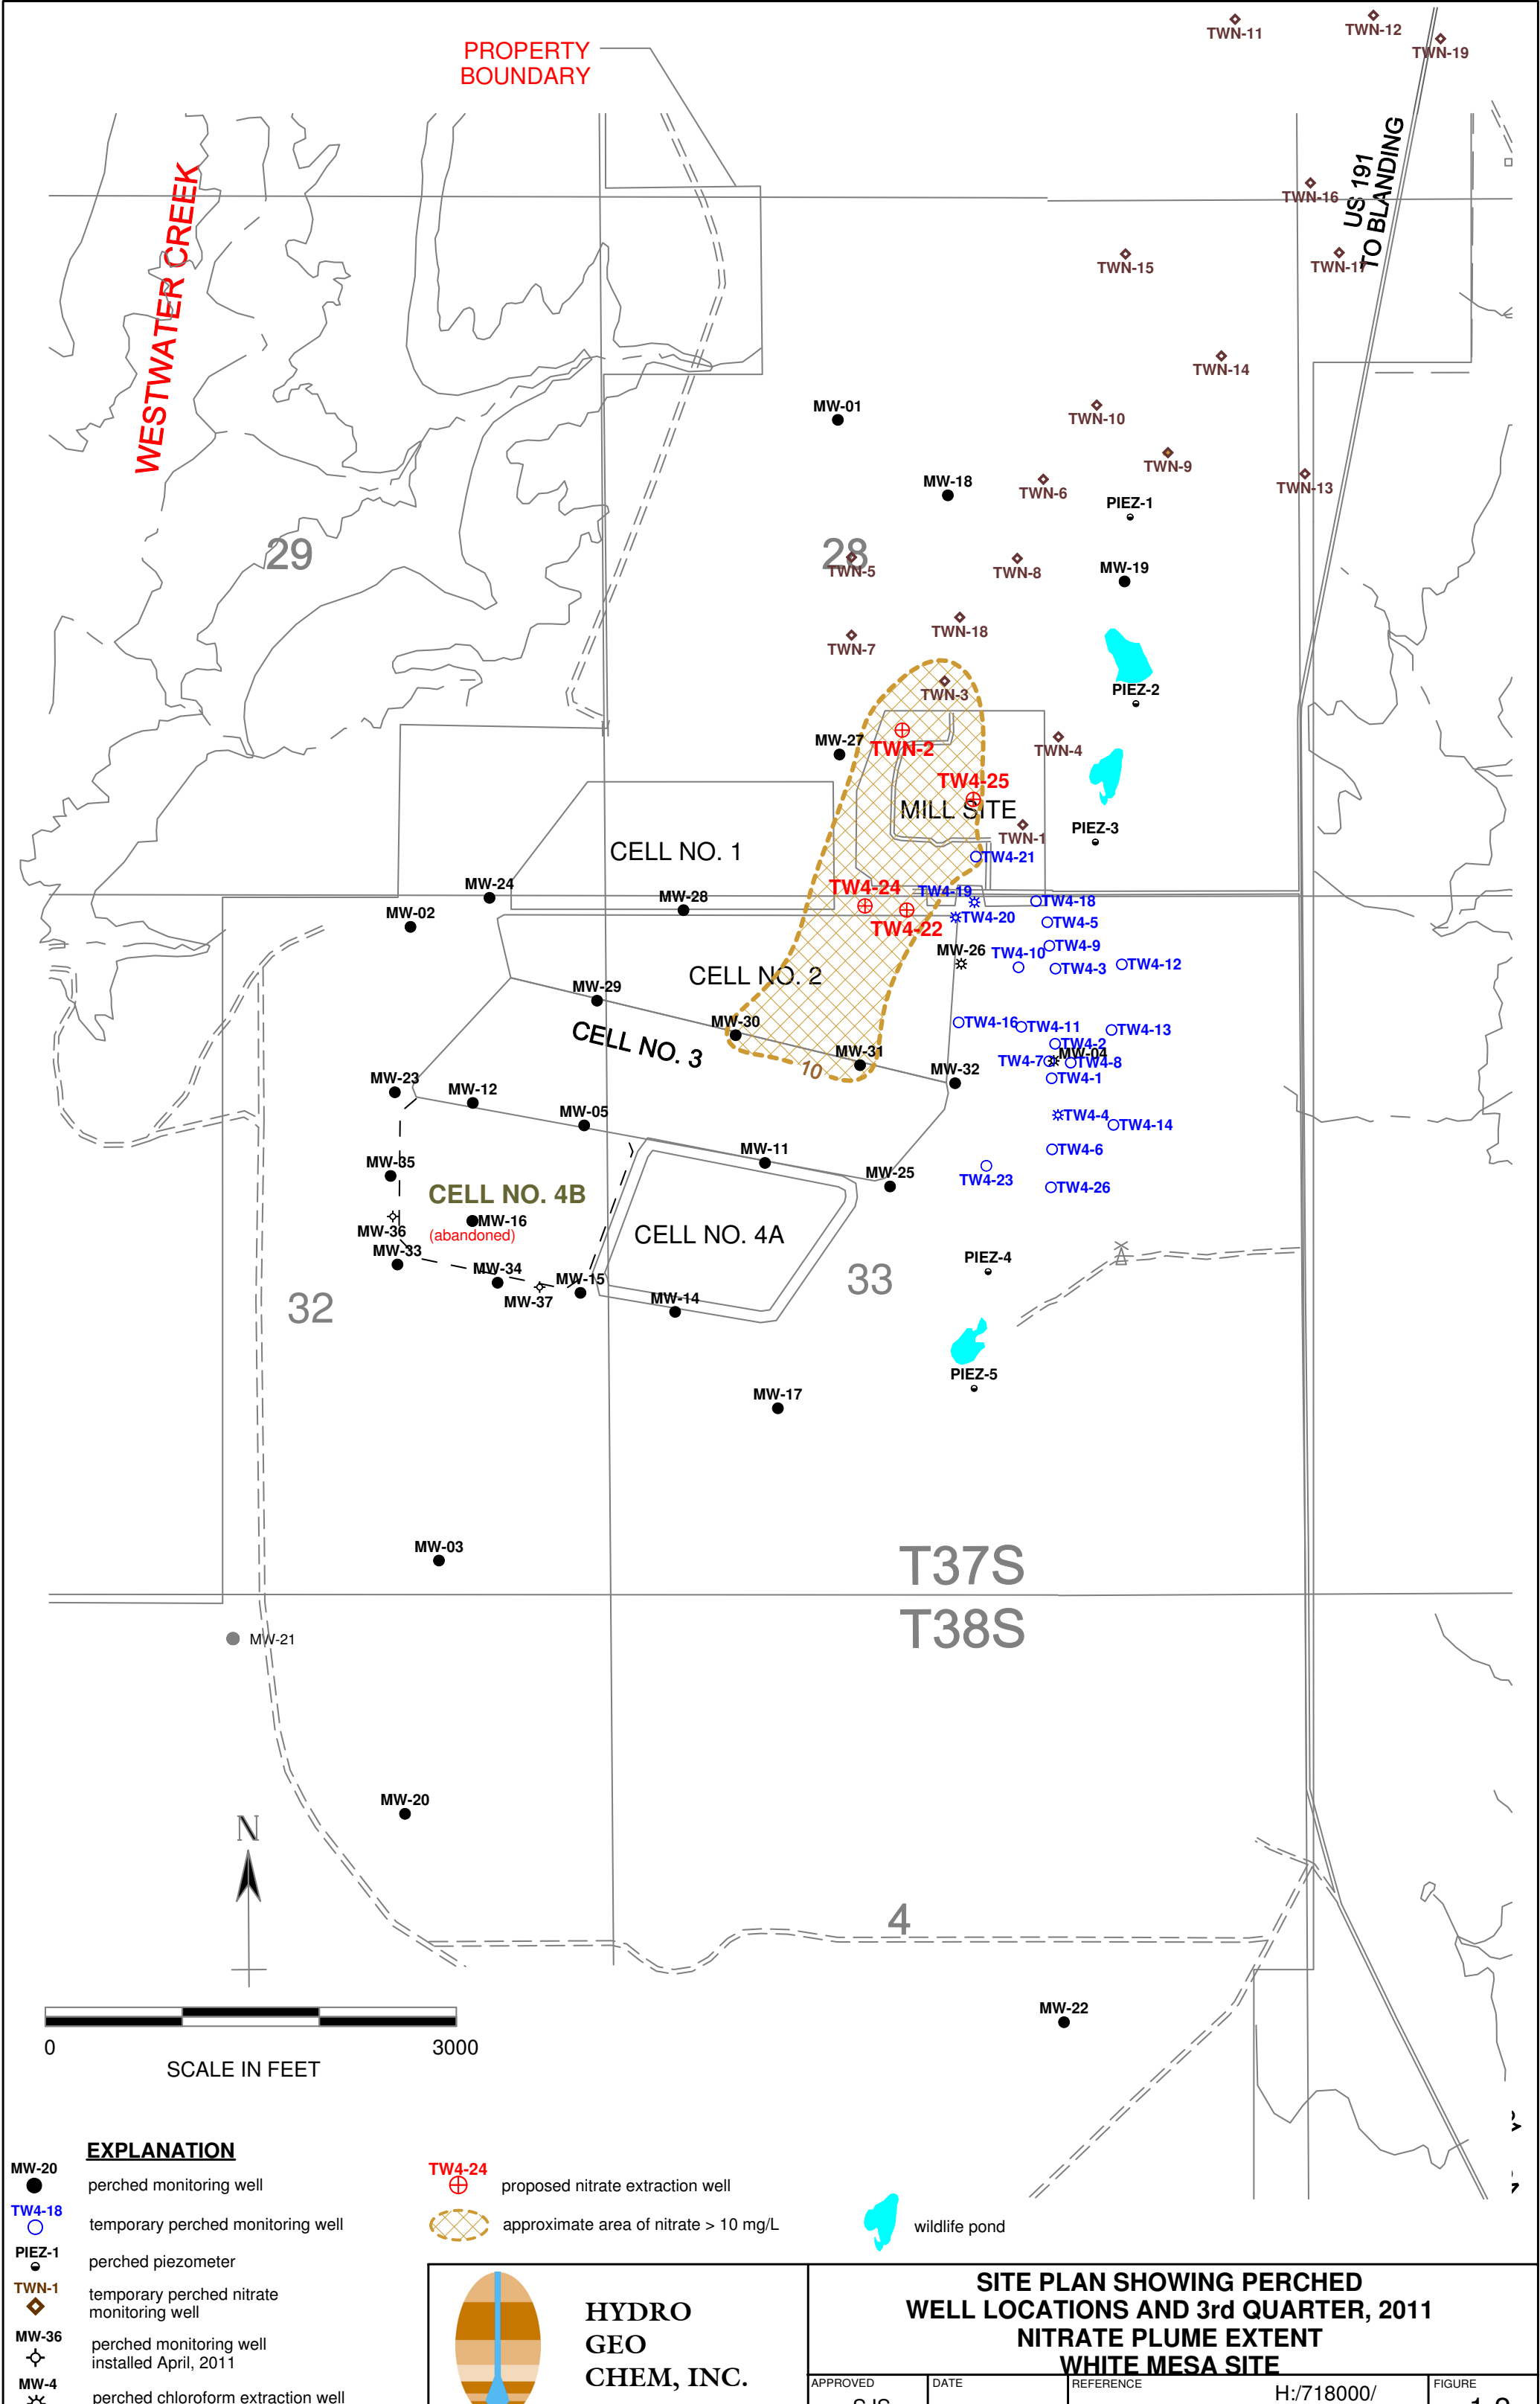 TWN-11
TWN-12
TWN-19
PROPERTY
BOUNDARY
US 191
TO BLANDING
WESTWATER CREEK
TWN-16
TWN-15
TWN-17
TWN-14
MW-01
TWN-10
TWN-9
MW-18
TWN-6
TWN-13
PIEZ-1
29
28
TWN-5
TWN-8
MW-19
TWN-18
TWN-7
TWN-3
PIEZ-2
MW-27
TWN-2
TWN-4
TW4-25
MILL SITE
TWN-1
PIEZ-3
CELL NO. 1
TW4-21
MW-24
MW-28
TW4-24
TW4-19
TW4-18
MW-02
TW4-20
TW4-22
TW4-5
TW4-9
MW-26
TW4-10
TW4-3
TW4-12
CELL NO. 2
MW-29
MW-30
TW4-16
TW4-11
TW4-13
CELL NO. 3
TW4-2
MW-31
MW-04
TW4-7
TW4-8
10
MW-32
TW4-1
MW-23
MW-12
MW-05
TW4-4
TW4-14
MW-11
TW4-6
MW-35
MW-25
TW4-23
TW4-26
CELL NO. 4B
MW-16
(abandoned)
MW-36
CELL NO. 4A
MW-33
PIEZ-4
MW-34
MW-15
33
MW-37
MW-14
32
PIEZ-5
MW-17
MW-03
T37S
T38S
MW-21
MW-20
N
4
MW-22
0
3000
SCALE IN FEET
EXPLANATION
MW-20
perched monitoring well
TW4-18
temporary perched monitoring well
PIEZ-1
perched piezometer
TWN-1
temporary perched nitrate
monitoring well
MW-36
perched monitoring well
installed April, 2011
MW-4
perched chloroform extraction well
TW4-24
proposed nitrate extraction well
approximate area of nitrate > 10 mg/L
wildlife pond
HYDRO
GEO
CHEM, INC.
SITE PLAN SHOWING PERCHED
WELL LOCATIONS AND 3rd QUARTER, 2011
NITRATE PLUME EXTENT
WHITE MESA SITE
APPROVED
DATE
REFERENCE
H:/718000/
FIGURE